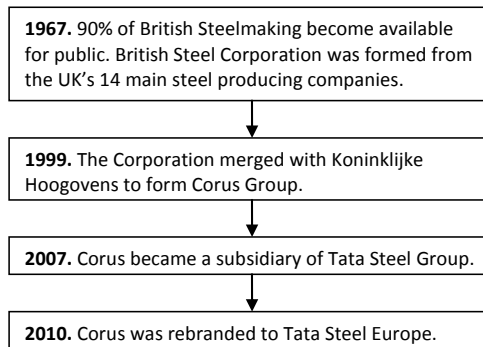 1967. 90% of British Steelmaking become available
for public. British Steel Corporation was formed from
the UK's 14 main steel producing companies.
1999. The Corporation merged with Koninklijke
Hoogovens to form Corus Group.
2007. Corus became a subsidiary of Tata Steel Group.
2010. Corus was rebranded to Tata Steel Europe.